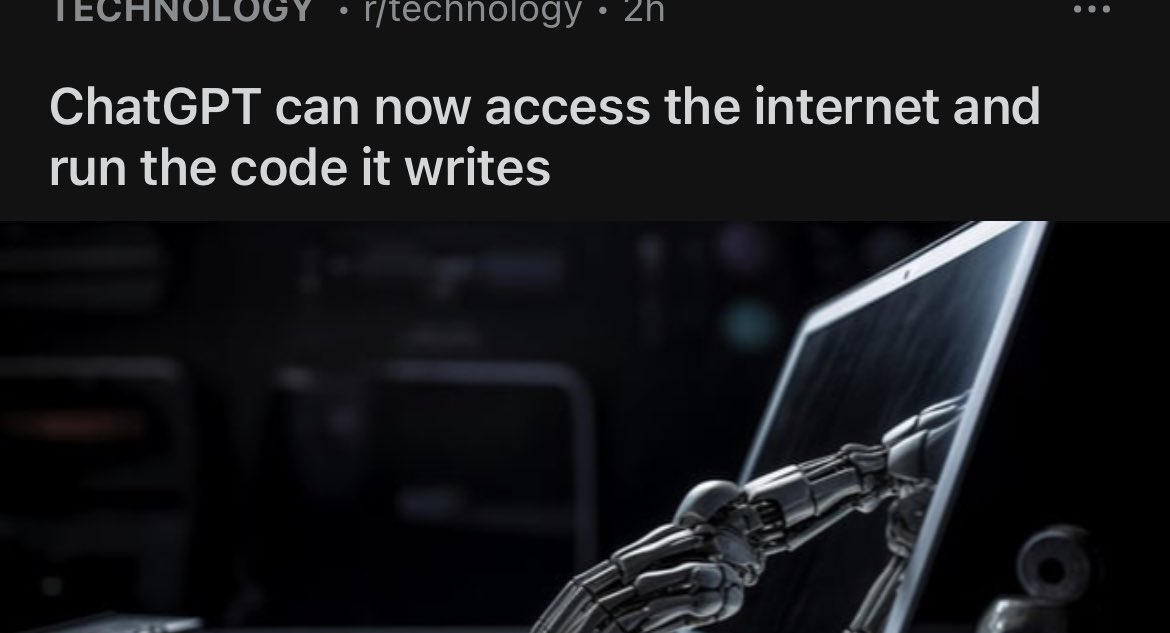 TECHNOLOGY • r/technology • 2h
ChatGPT can now access the internet and
run the code it writes